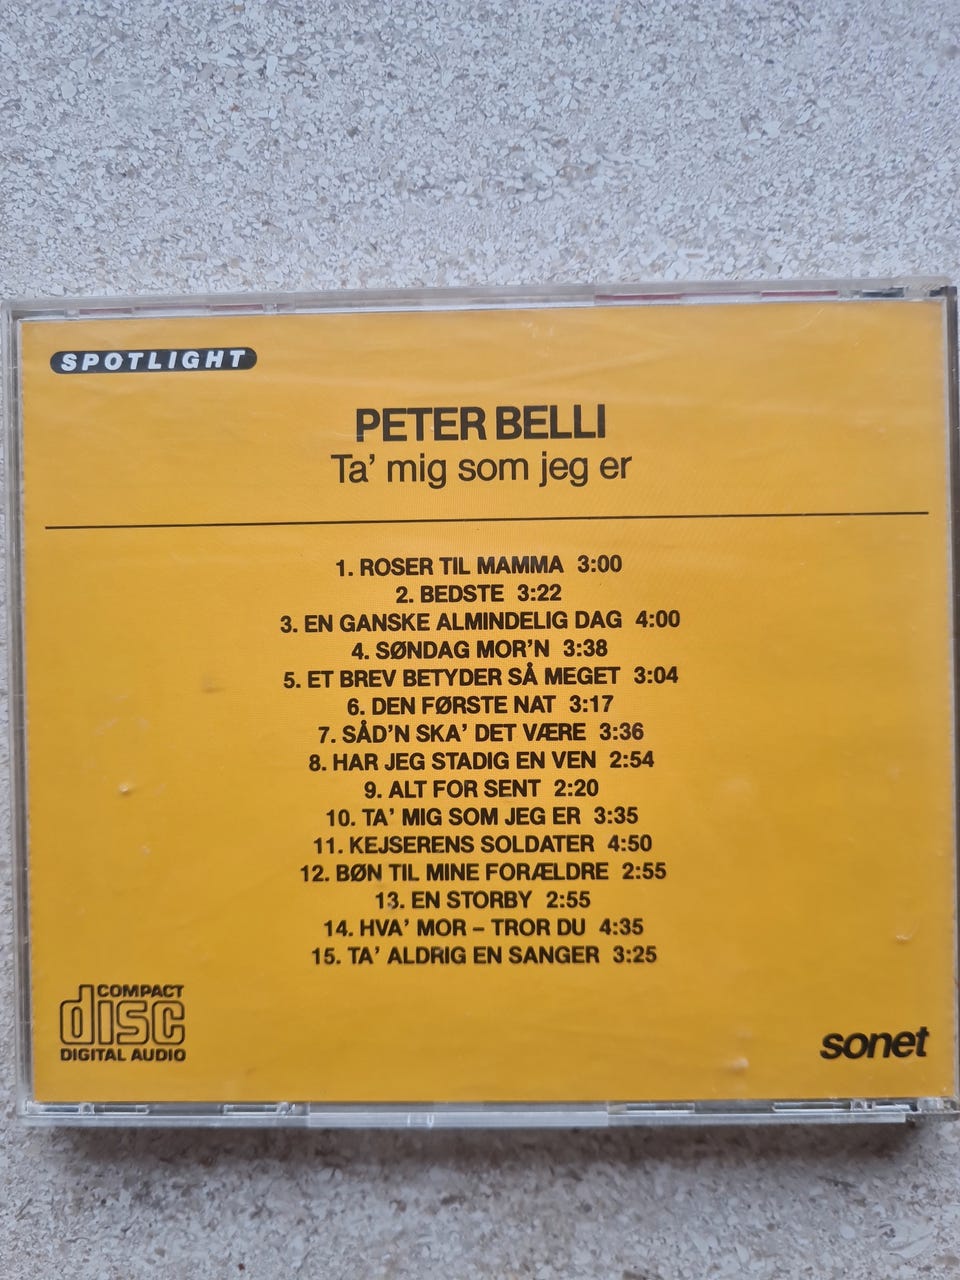 SPOTLIGHT
PETER BELLI
Ta' mig som jeg er
1. ROSER TIL MAMMA 3:00
2. BEDSTE 3:22
3. EN GANSKE ALMINDELIG DAG 4:00
4. SØNDAG MOR'N 3:38
5. ET BREV BETYDER SÅ MEGET 3:04
6. DEN FØRSTE NAT 3:17
7. SÅD'N SKA' DET VÆRE 3:36
8. HAR JEG STADIG EN VEN 2:54
9. ALT FOR SENT 2:20
10. TA' MIG SOM JEG ER 3:35
11. KEJSERENS SOLDATER 4:50
12. BØN TIL MINE FORÆLDRE 2:55
13. EN STORBY 2:55
14. HVA' MOR – TROR DU 4:35
15. TA' ALDRIG EN SANGER 3:25
COMPACT
disc
DIGITAL AUDIO
sonet